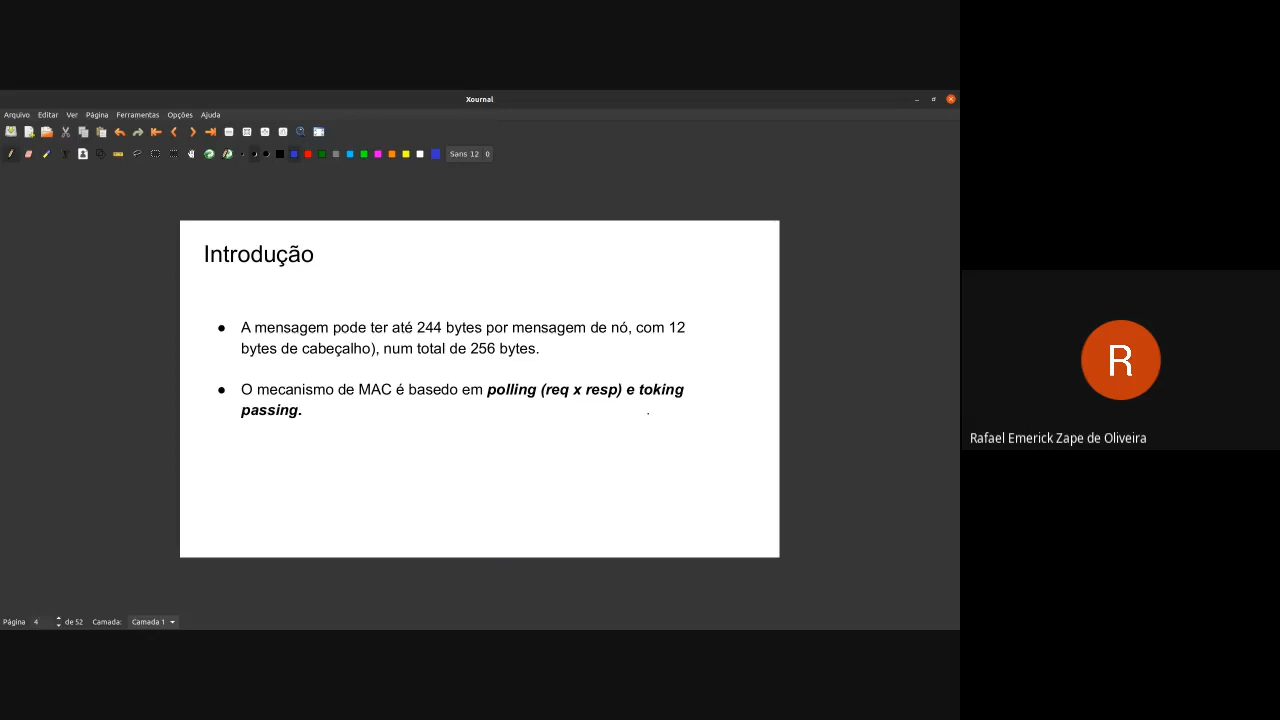 Xournal
Arquivo Editar Ver Página Ferramentas Opções Ajuda
Sans 12
Introdução
● A mensagem pode ter até 244 bytes por mensagem de nó, com 12
bytes de cabeçalho), num total de 256 bytes.
● O mecanismo de MAC é basedo em polling (req x resp) e toking
passing.
R
Rafael Emerick Zape de Oliveira
Página 4 de 52 Camada: Camada 1